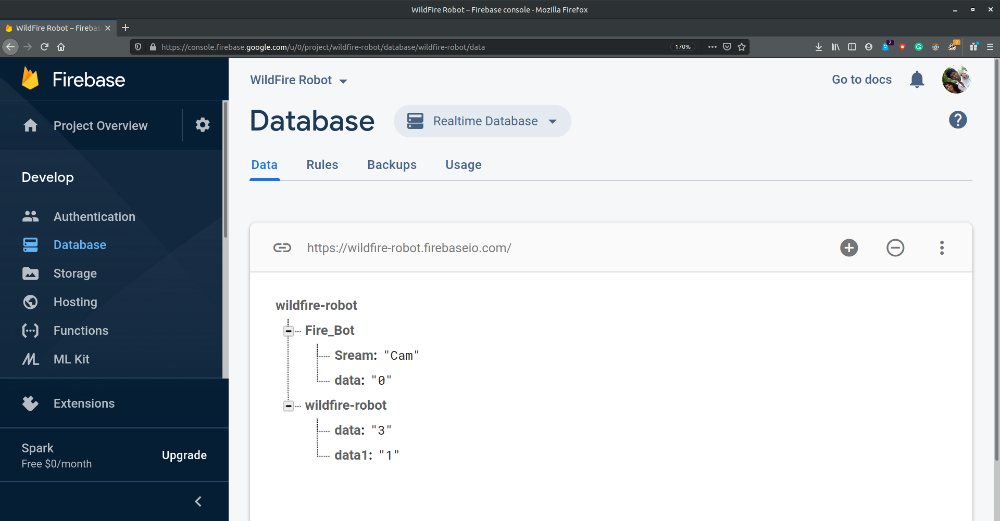 WildFire Robot – Firebase console - Mozilla Firefox
WildFire Robot – Firebas
https://console.firebase.google.com/u/0/project/wildfire-robot/database/wildfire-robot/data
170%
2
2
Firebase
WildFire Robot
Go to docs
Project Overview
Database
Realtime Database
Develop
Data
Rules
Backups
Usage
Authentication
Database
Storage
Hosting
Functions
ML Kit
Extensions
Spark
Free $0/month
Upgrade
https://wildfire-robot.firebaseio.com/
wildfire-robot
Fire_Bot
Sream: "Cam"
data: "0"
wildfire-robot
data: "3"
data1: "1"